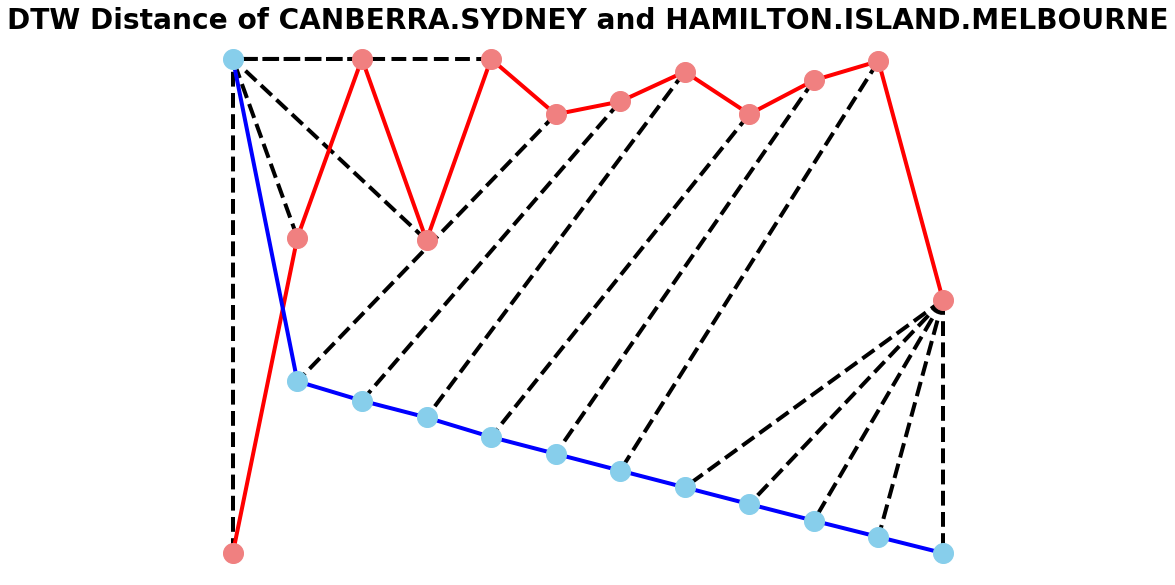 DTW Distance of CANBERRA.SYDNEY and HAMILTON.ISLAND.MELBOURNE